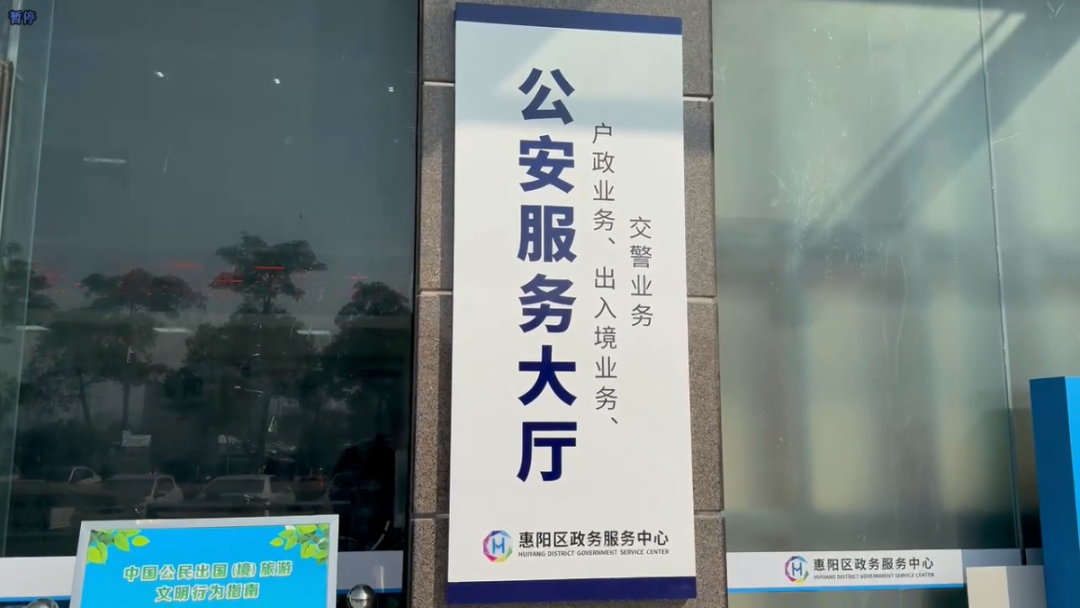 暂停
公安服务大厅
户政业务、出入境业务、
交警业务
惠阳区政务服务中心
HUIYANG DISTRICT GOVERNMENT SERVICE CENTER
中国公民出国(境)旅游
文明行为指南
惠阳区政务服务中心
HUIYANG DISTRICT GOVERNMENT SERVICE CENTER